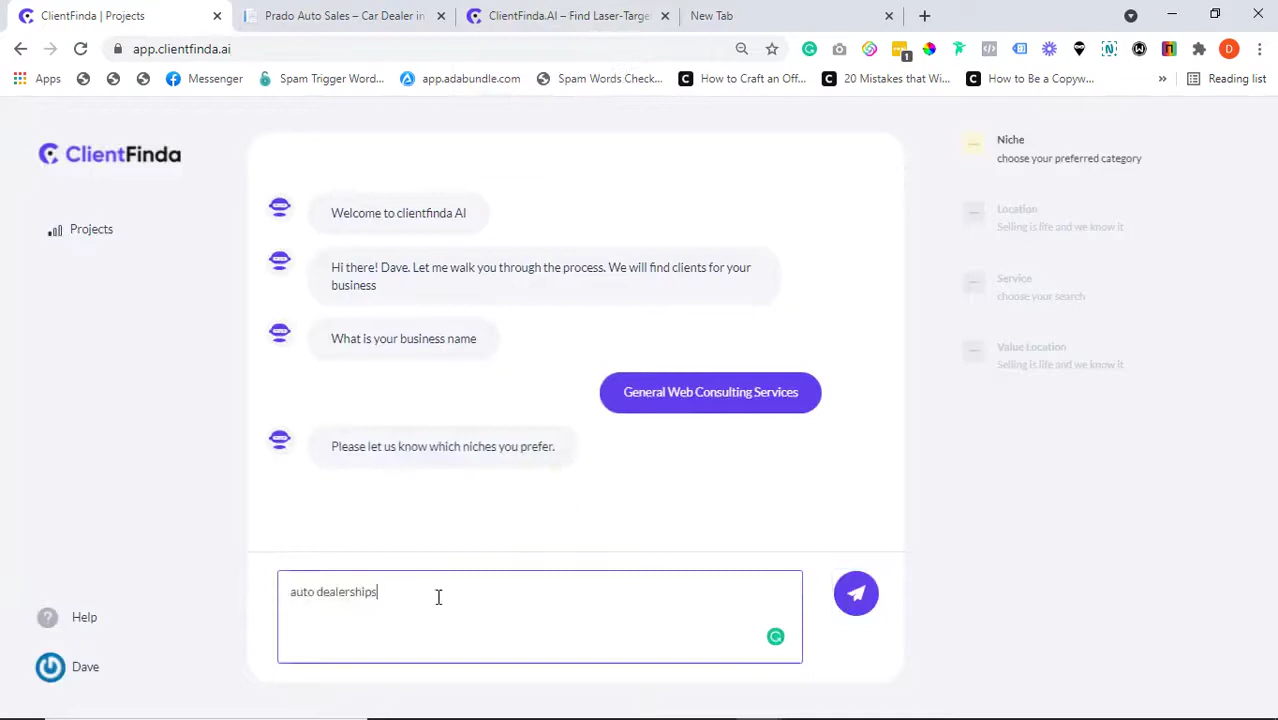 ClientFinda | Projects
Prado Auto Sales – Car Dealer in
ClientFinda.AI – Find Laser-Targe
New Tab
app.clientfinda.ai
1
D
Apps
Messenger
Spam Trigger Word...
app.azabundle.com
Spam Words Check...
How to Craft an Off...
20 Mistakes that Wi...
How to Be a Copyw...
»
Reading list
ClientFinda
Projects
Welcome to clientfinda AI
Hi there! Dave. Let me walk you through the process. We will find clients for your
business
What is your business name
General Web Consulting Services
Please let us know which niches you prefer.
auto dealerships
Niche
choose your preferred category
Location
Selling is life and we know it
Service
choose your search
Value Location
Selling is life and we know it
Help
Dave